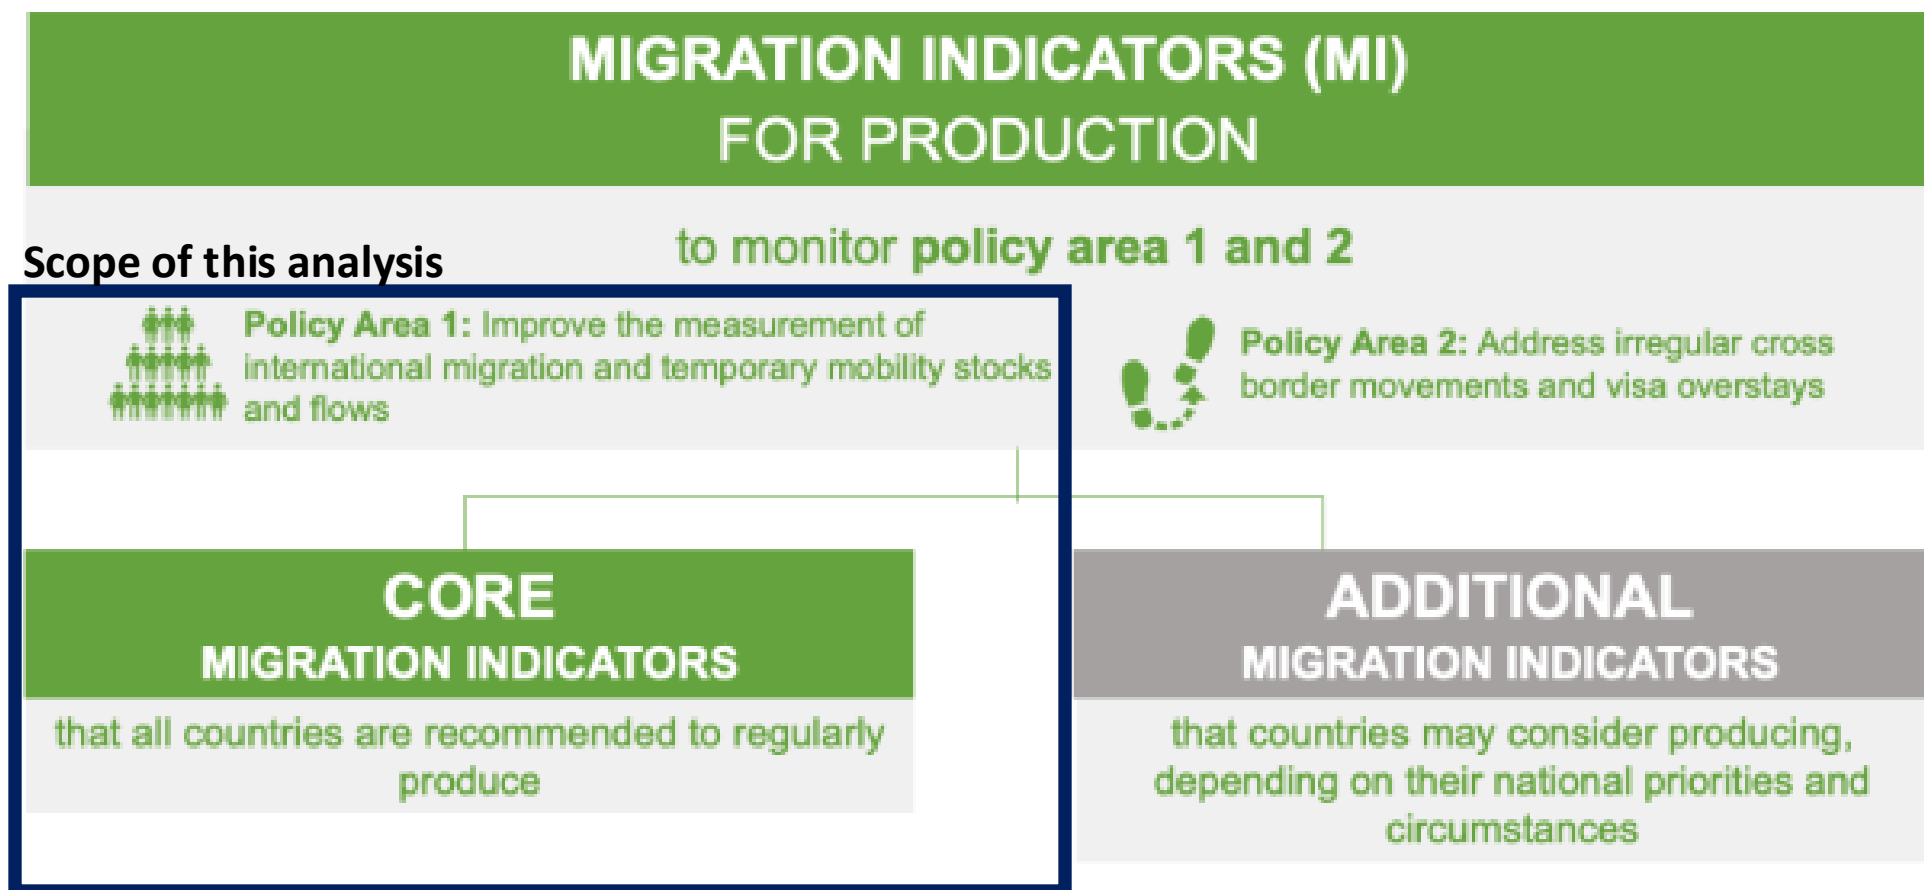 MIGRATION INDICATORS (MI)
FOR PRODUCTION
to monitor policy area 1 and 2
Scope of this analysis
Policy Area 1: Improve the measurement of
international migration and temporary mobility stocks
and flows
Policy Area 2: Address irregular cross
border movements and visa overstays
CORE
MIGRATION INDICATORS
that all countries are recommended to regularly
produce
ADDITIONAL
MIGRATION INDICATORS
that countries may consider producing,
depending on their national priorities and
circumstances